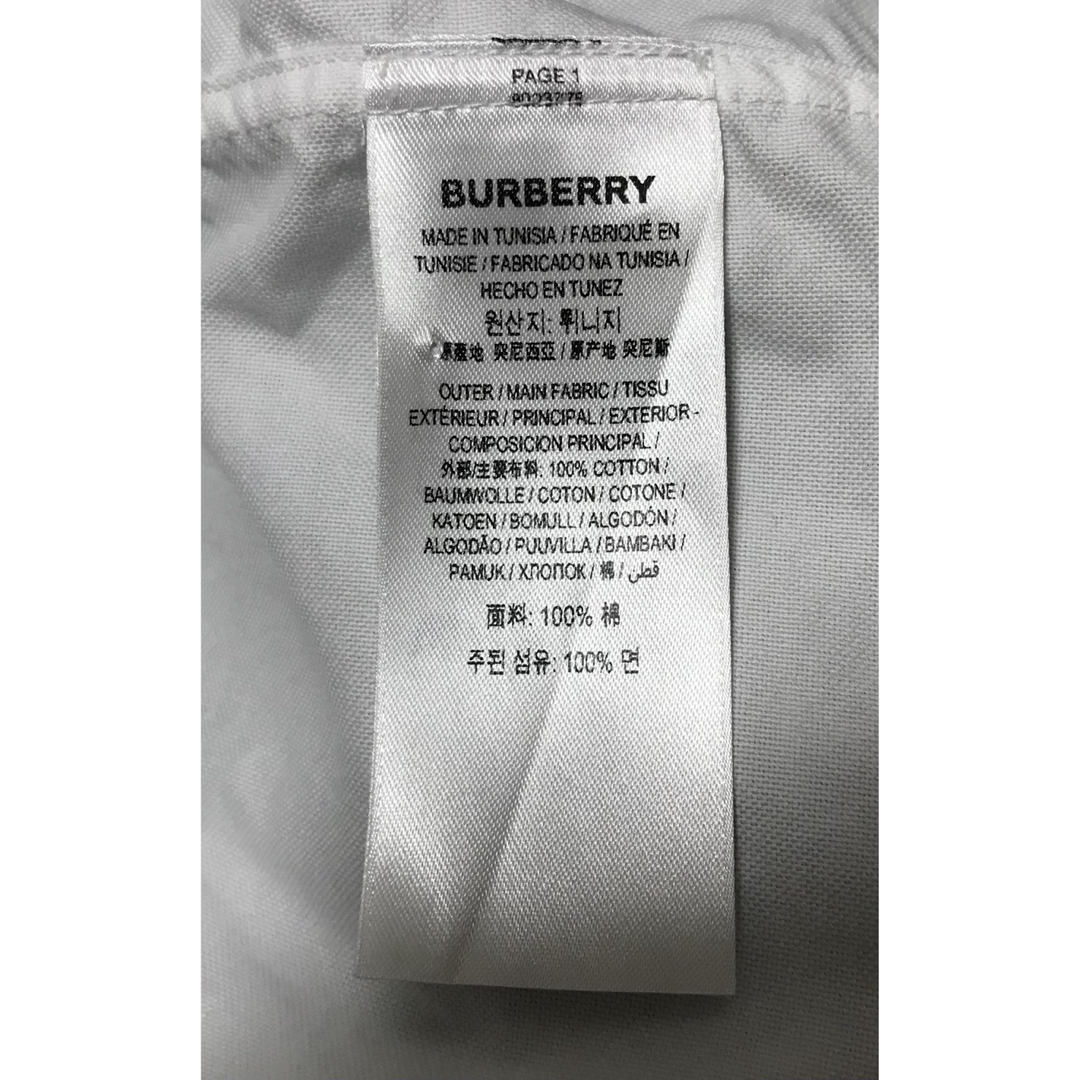 PAGE 1
8023775
BURBERRY
MADE IN TUNISIA / FABRIQUÉ EN
TUNISIE / FABRICADO NA TUNISIA /
HECHO EN TUNEZ
원산지: 튀니지
原產地 突尼西亞 / 原产地 突尼斯
OUTER / MAIN FABRIC / TISSU
EXTÉRIEUR / PRINCIPAL / EXTERIOR -
COMPOSICION PRINCIPAL /
外部/主要布料: 100% COTTON /
BAUMWOLLE / COTON / COTONE /
KATOEN / BOMULL / ALGODÓN /
ALGODÃO / PUUVILLA / BAMBAKI /
PAMUK / ХЛОПОК / 棉 / قطن
面料: 100% 棉
주된 섬유: 100% 면